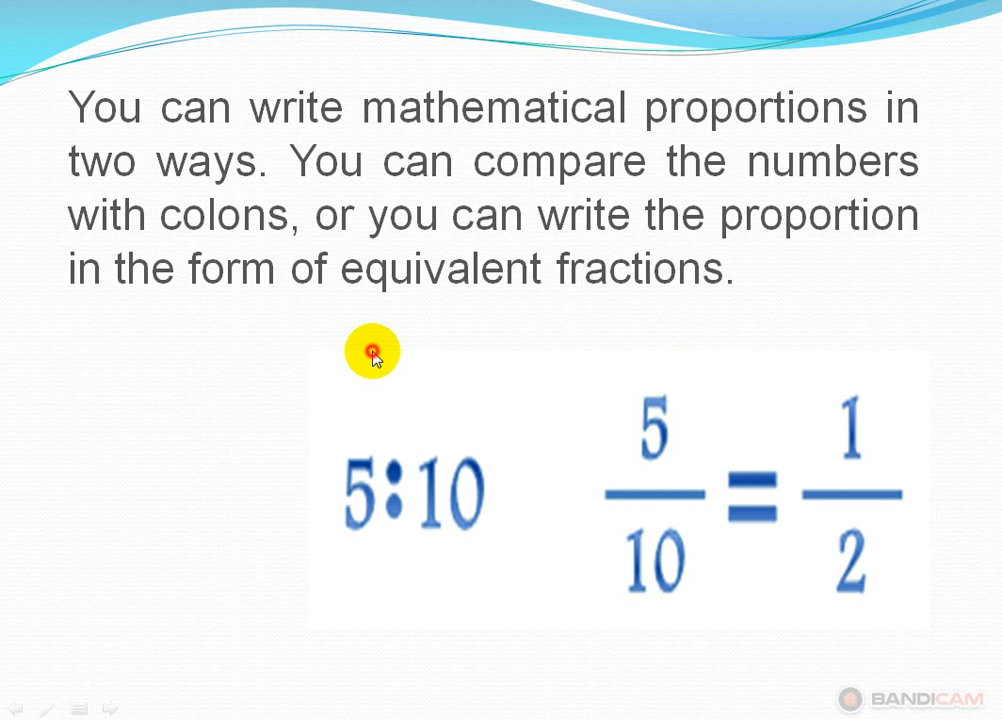 You can write mathematical proportions in
two ways. You can compare the numbers
with colons, or you can write the proportion
in the form of equivalent fractions.
5:10
5/10 = 1/2
BANDICAM